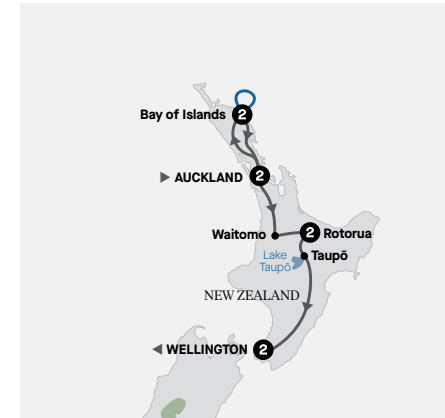 Bay of Islands 2
▶ AUCKLAND 2
Waitomo
2 Rotorua
Lake
Taupō
Taupō
NEW ZEALAND
◀ WELLINGTON 2